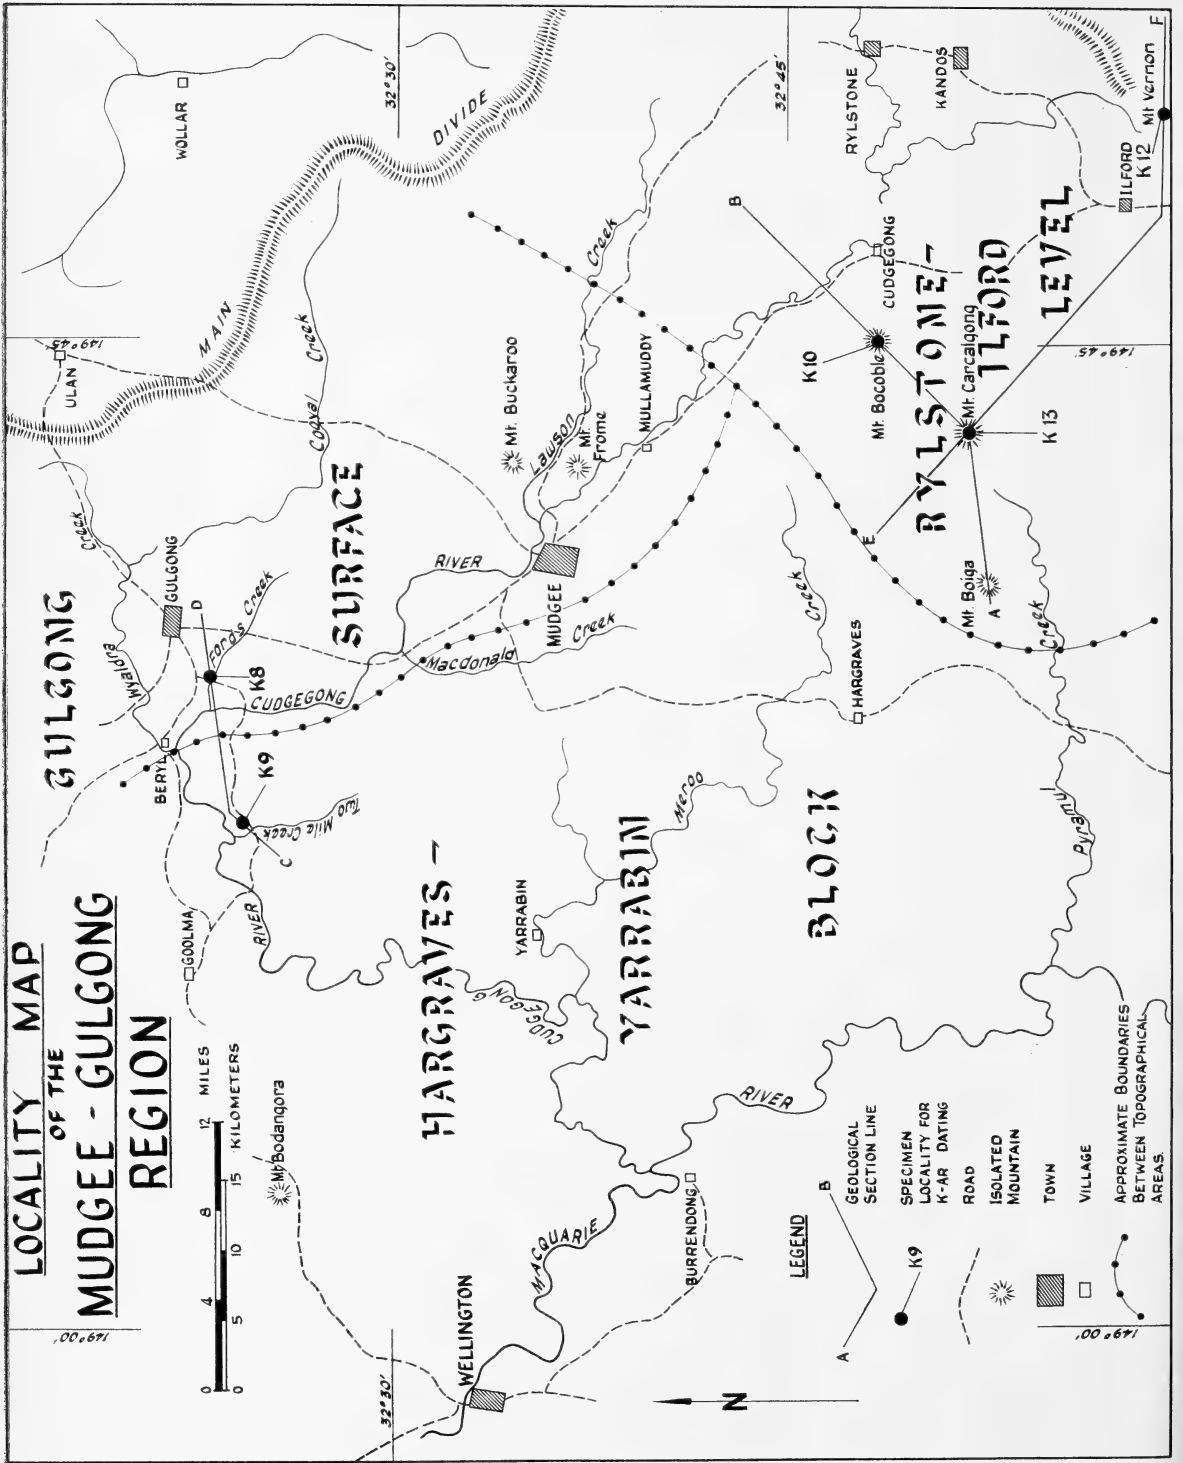 LOCALITY MAP
OF THE
MUDGEE - GULGONG
REGION
0 4 8 12 MILES
0 5 10 15 KILOMETERS
149°00'
149°45'
32°30'
32°45'
32°30'
149°00'
149°45'
GULGONG
SURFACE
HARGRAVES -
YARRABIN
BLOCK
RYLSTONE -
ILFORD
LEVEL
MAIN
DIVIDE
WOLLAR
ULAN
Cooyal
Creek
Wyaldra
Creek
GULGONG
D
Fords Creek
K8
CUDGEGONG
RIVER
BERYL
K9
Two Mile Creek
C
GOOLMA
RIVER
Mt. Bodangora
Mt. Buckaroo
Lawson
Creek
Mt. Frome
MULLAMUDDY
MUDGEE
Macdonald
Creek
YARRABIN
Meroo
Creek
CUDGEGONG
HARGRAVES
WELLINGTON
MACQUARIE
RIVER
BURRENDONG
B
K10
Mt. Bocoble
CUDGEGONG
RYLSTONE
KANDOS
Mt. Carcalgong
K13
E
Mt. Boiga
A
ILFORD
K12
Mt Vernon
F
Pyramul
Creek
N
LEGEND
A B
GEOLOGICAL
SECTION LINE
K9
SPECIMEN
LOCALITY FOR
K-AR DATING
ROAD
ISOLATED
MOUNTAIN
TOWN
VILLAGE
APPROXIMATE BOUNDARIES
BETWEEN TOPOGRAPHICAL
AREAS.